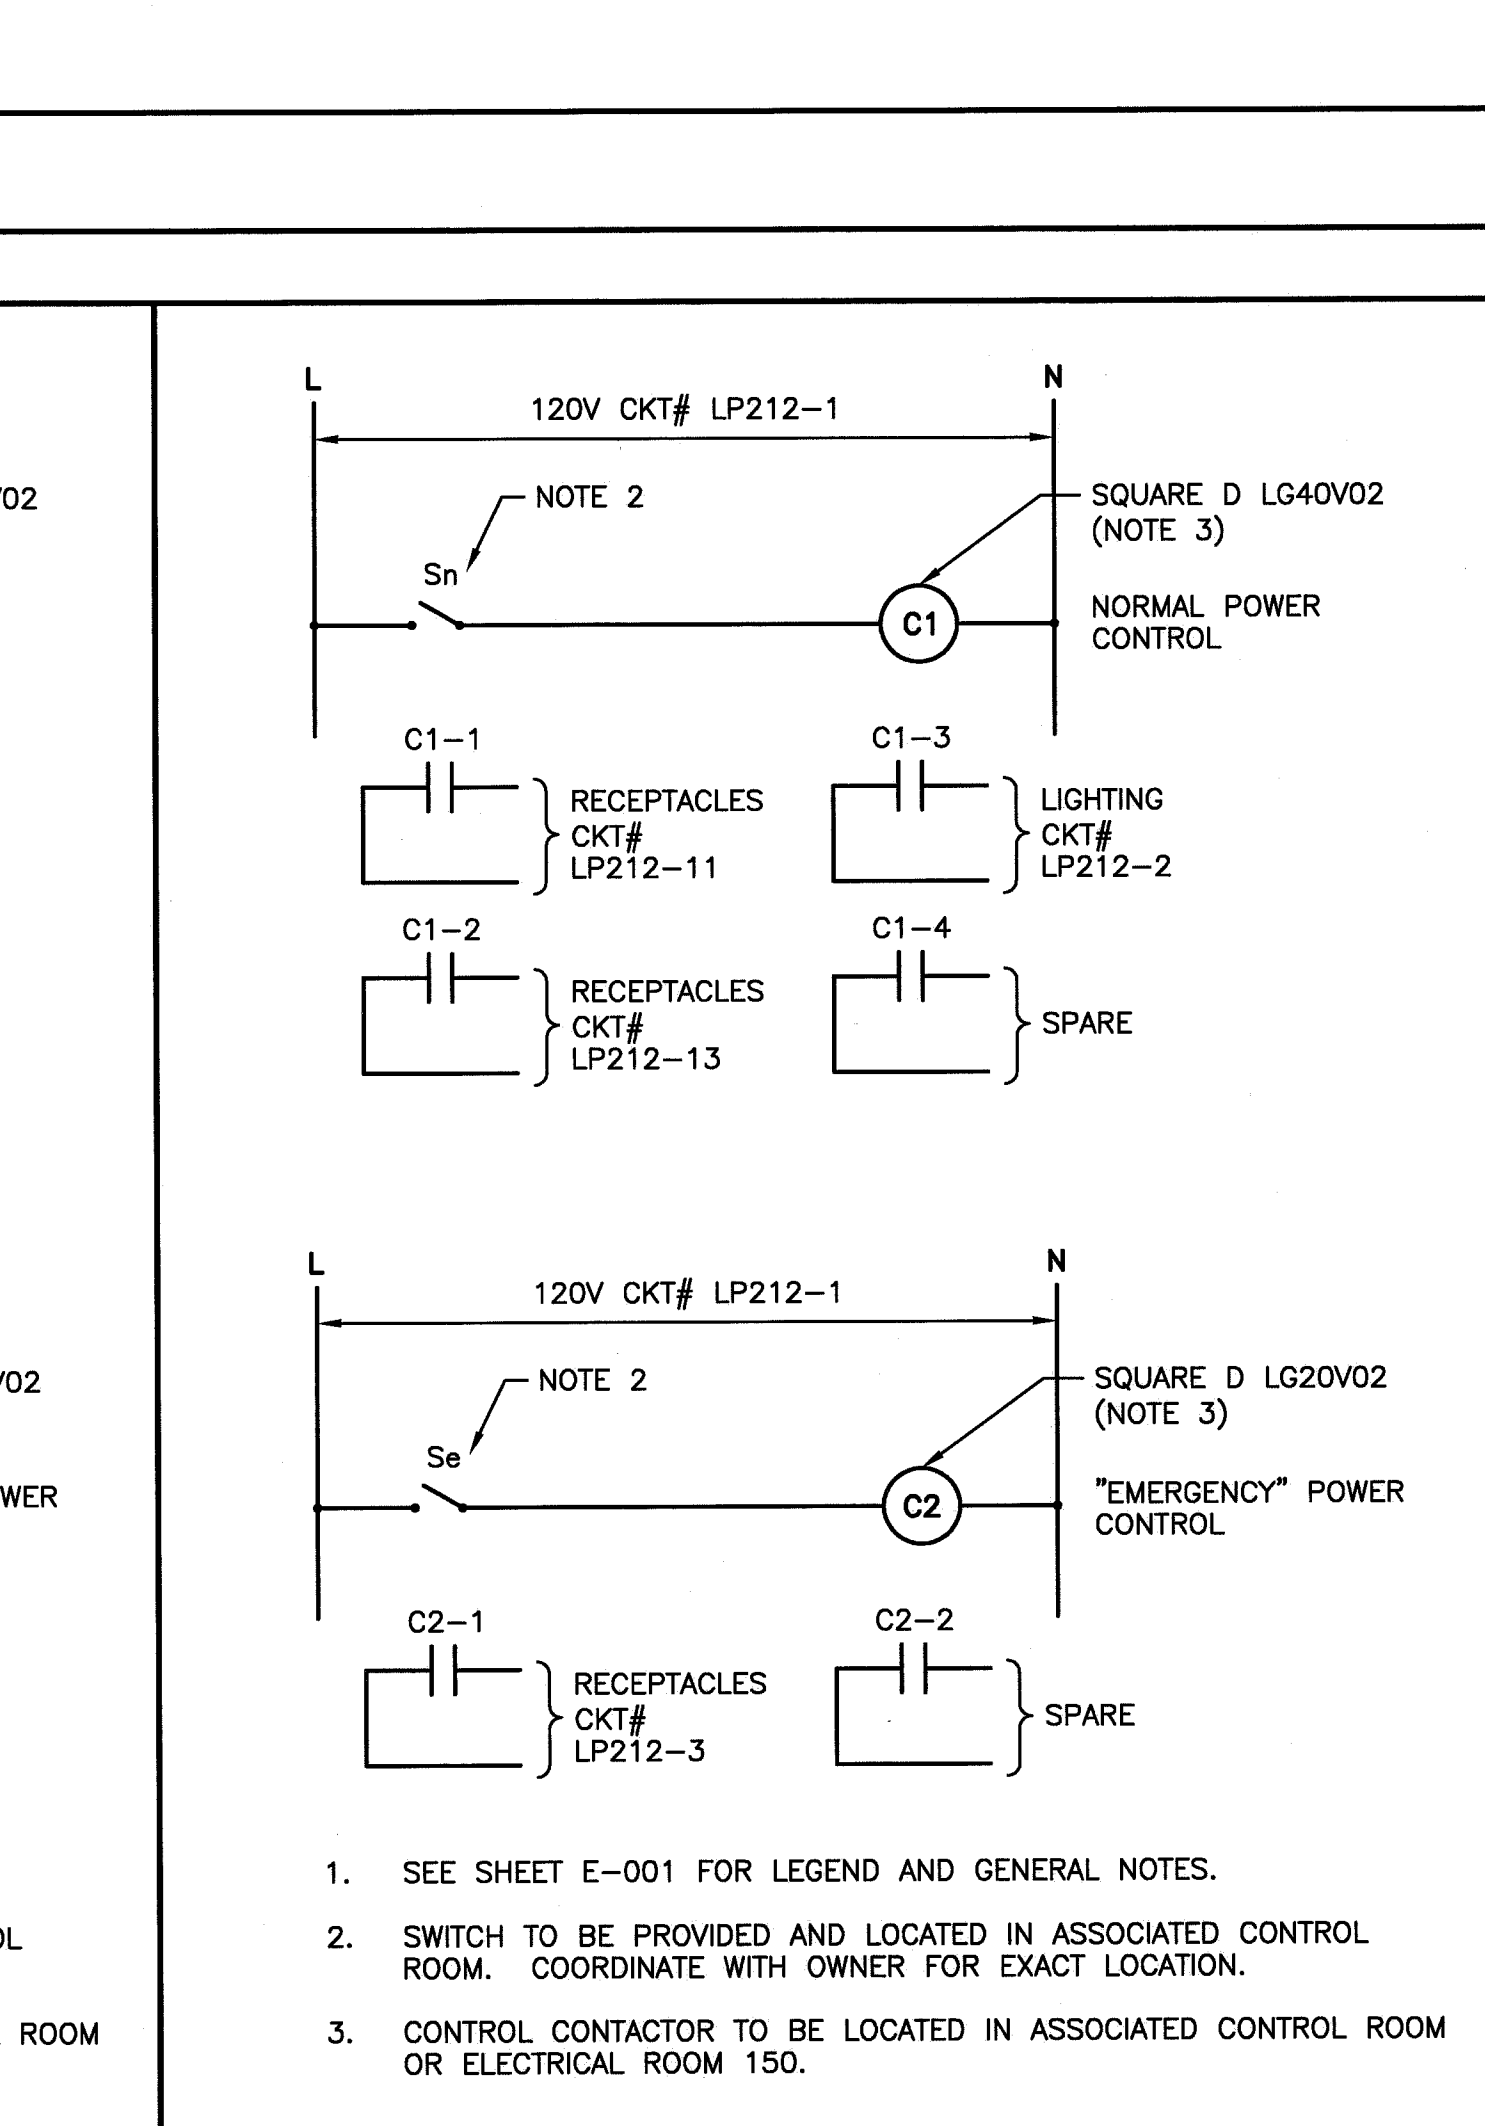 L
N
120V CKT# LP212-1
V02
NOTE 2
SQUARE D LG40V02
(NOTE 3)
Sn
C1
NORMAL POWER
CONTROL
C1-1
C1-3
RECEPTACLES
CKT#
LP212-11
LIGHTING
CKT#
LP212-2
C1-2
C1-4
RECEPTACLES
CKT#
LP212-13
SPARE
L
N
120V CKT# LP212-1
V02
NOTE 2
SQUARE D LG20V02
(NOTE 3)
Se
C2
WER
"EMERGENCY" POWER
CONTROL
C2-1
C2-2
RECEPTACLES
CKT#
LP212-3
SPARE
1. SEE SHEET E-001 FOR LEGEND AND GENERAL NOTES.
OL
2. SWITCH TO BE PROVIDED AND LOCATED IN ASSOCIATED CONTROL
ROOM. COORDINATE WITH OWNER FOR EXACT LOCATION.
ROOM
3. CONTROL CONTACTOR TO BE LOCATED IN ASSOCIATED CONTROL ROOM
OR ELECTRICAL ROOM 150.